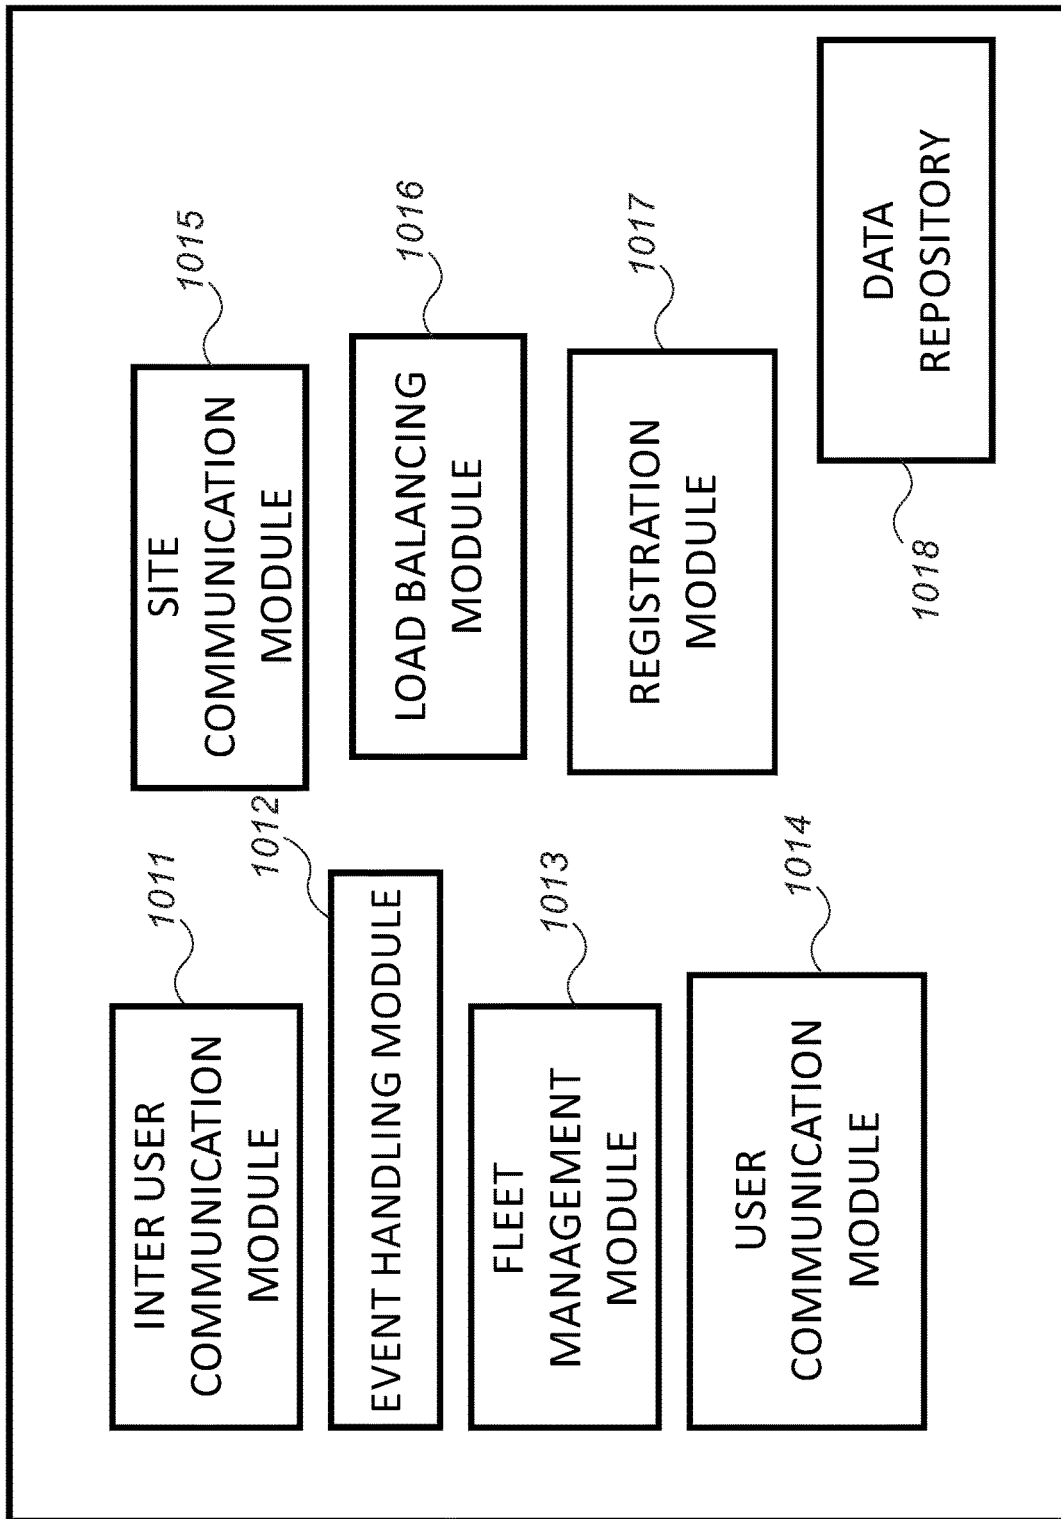 INTER USER
COMMUNICATION
MODULE
1011
EVENT HANDLING MODULE
1012
FLEET
MANAGEMENT
MODULE
1013
USER
COMMUNICATION
MODULE
1014
SITE
COMMUNICATION
MODULE
1015
LOAD BALANCING
MODULE
1016
REGISTRATION
MODULE
1017
DATA
REPOSITORY
1018